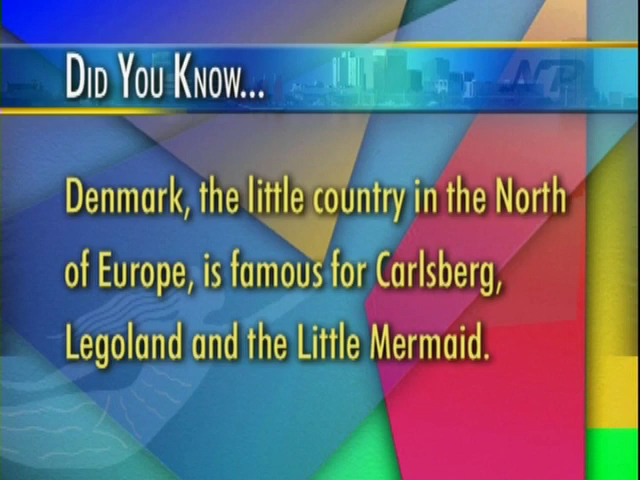 DID YOU KNOW...
Denmark, the little country in the North
of Europe, is famous for Carlsberg,
Legoland and the Little Mermaid.